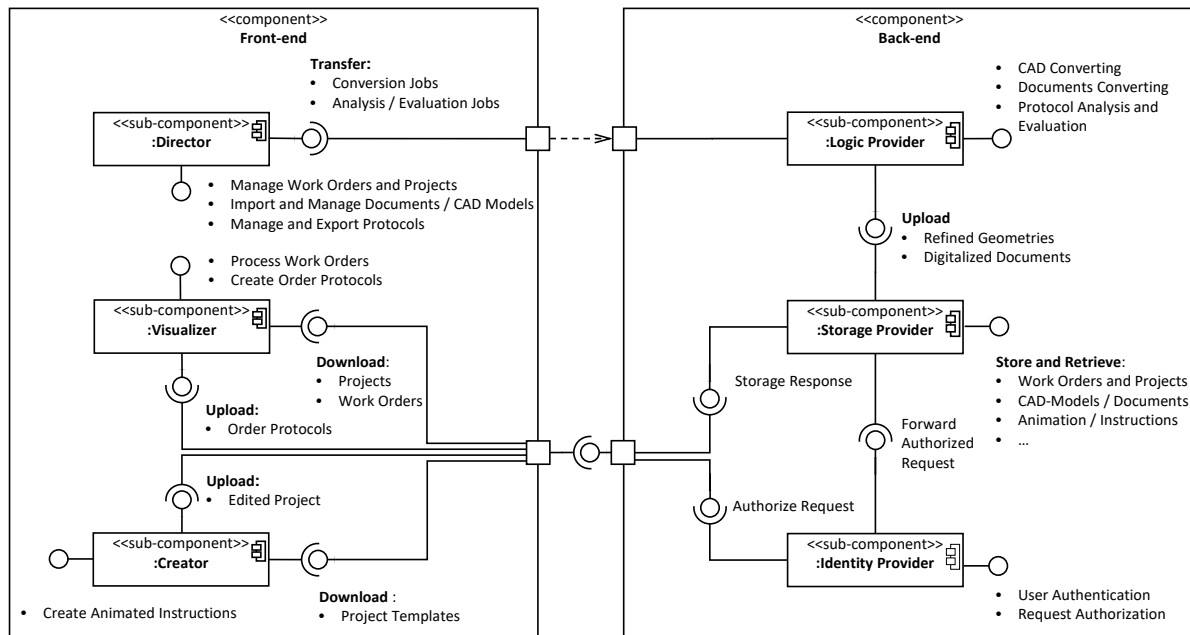 <<component>>
Front-end
Transfer:
• Conversion Jobs
• Analysis / Evaluation Jobs
<<sub-component>>
:Director
• Manage Work Orders and Projects
• Import and Manage Documents / CAD Models
• Manage and Export Protocols
• Process Work Orders
• Create Order Protocols
<<sub-component>>
:Visualizer
Download:
• Projects
• Work Orders
Upload:
• Order Protocols
Upload:
• Edited Project
<<sub-component>>
:Creator
• Create Animated Instructions
Download :
• Project Templates
<<component>>
Back-end
• CAD Converting
• Documents Converting
• Protocol Analysis and
Evaluation
<<sub-component>>
:Logic Provider
Upload
• Refined Geometries
• Digitalized Documents
<<sub-component>>
:Storage Provider
Storage Response
Store and Retrieve:
• Work Orders and Projects
• CAD-Models / Documents
• Animation / Instructions
• ...
Forward
Authorized
Request
Authorize Request
<<sub-component>>
:Identity Provider
• User Authentication
• Request Authorization